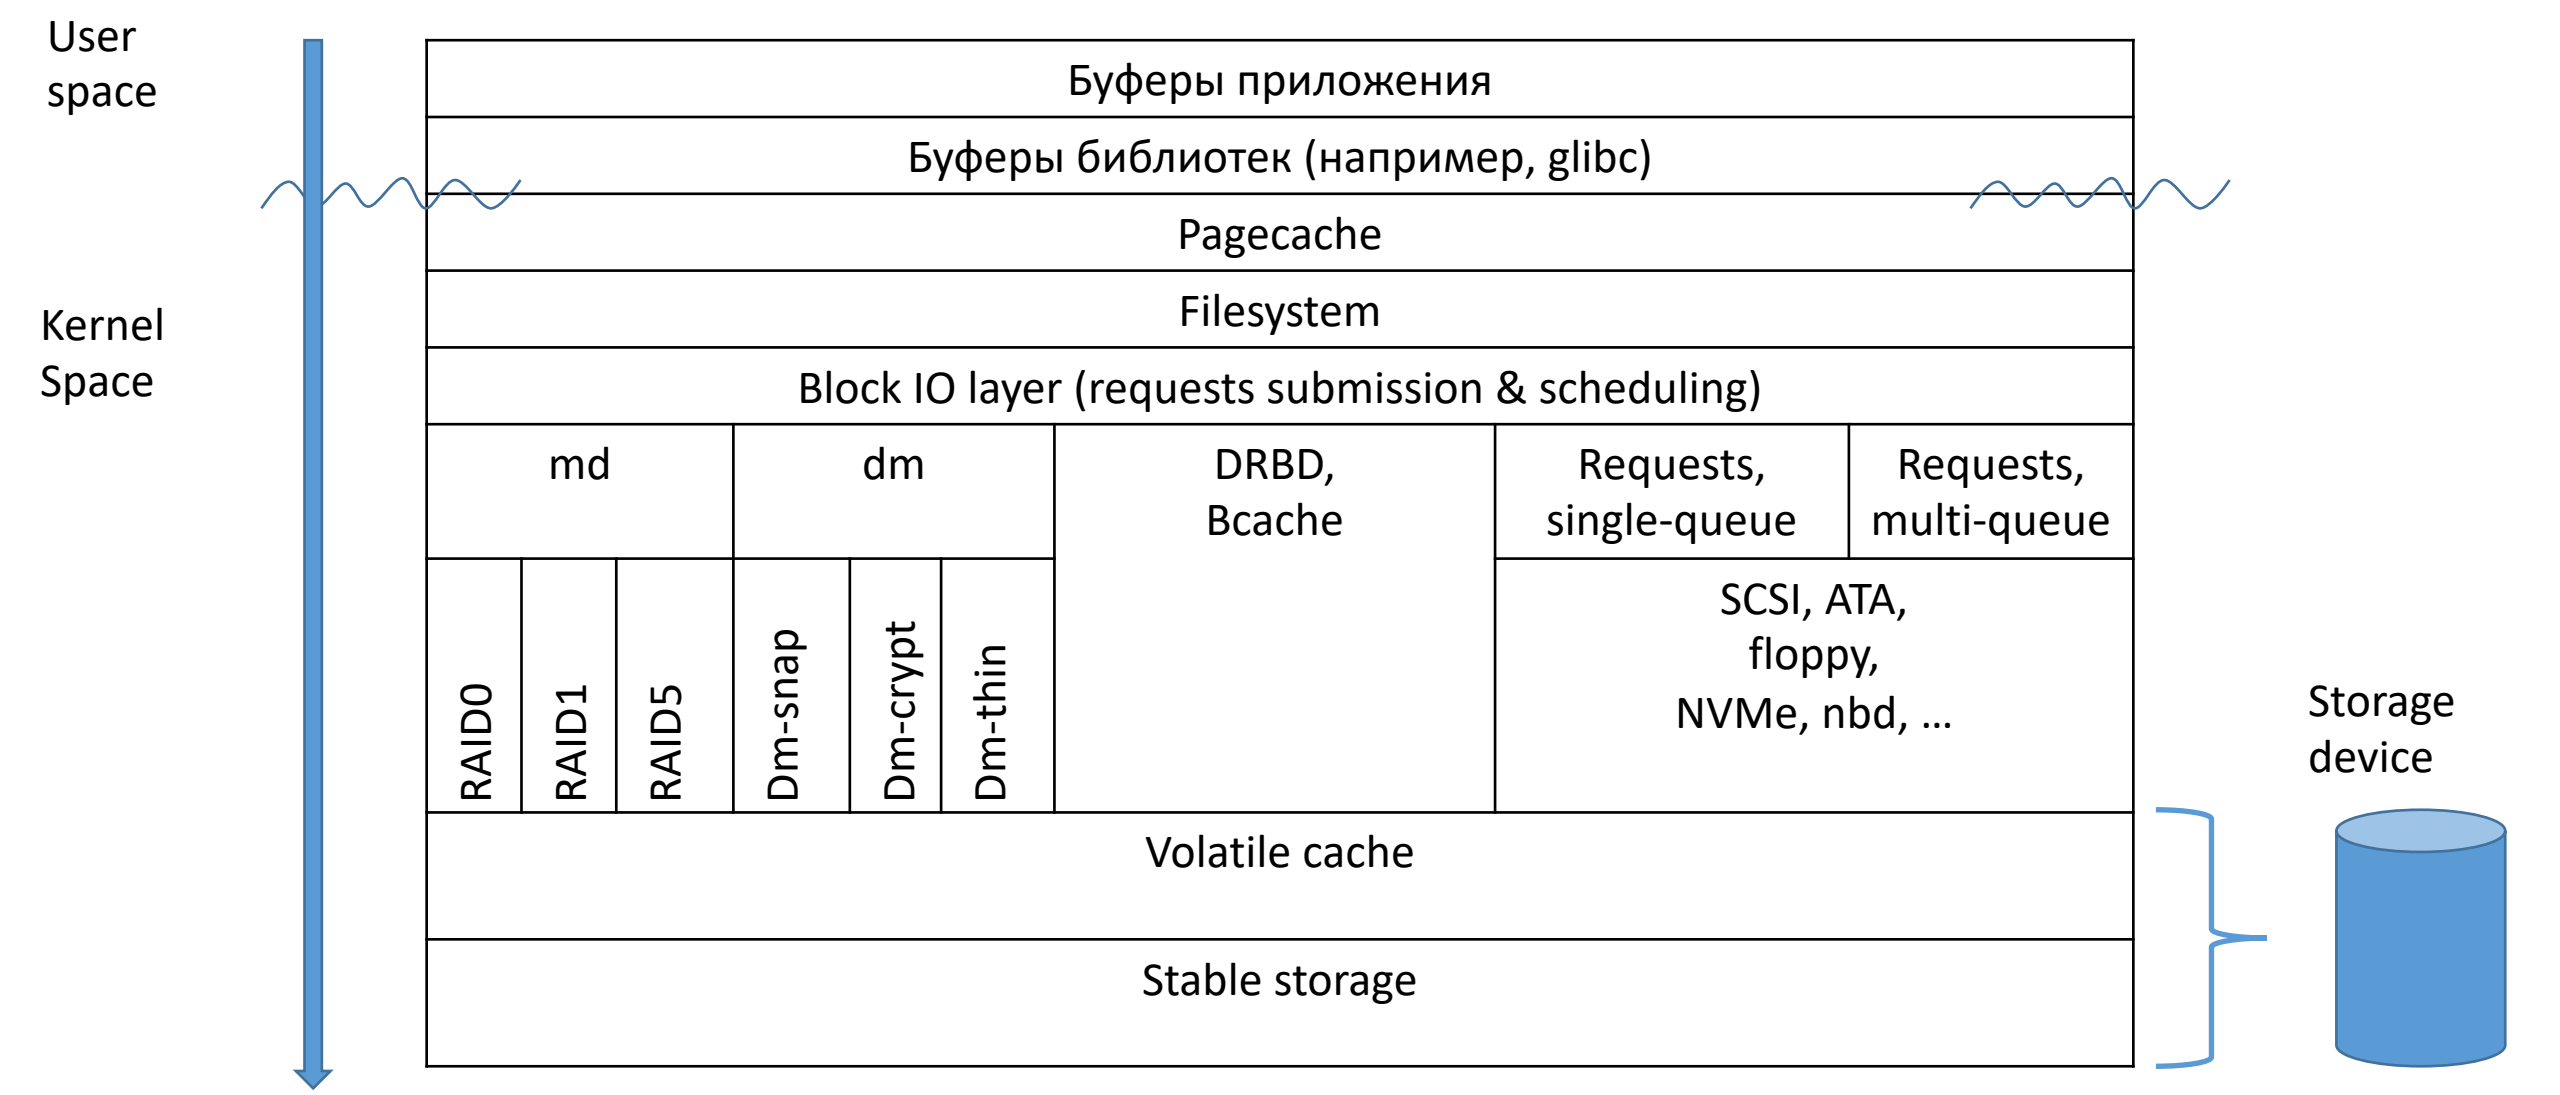 User
space
Буферы приложения
Буферы библиотек (например, glibc)
Pagecache
Filesystem
Kernel
Space
Block IO layer (requests submission & scheduling)
md
dm
DRBD,
Bcache
Requests,
single-queue
Requests,
multi-queue
RAID0
RAID1
RAID5
Dm-snap
Dm-crypt
Dm-thin
SCSI, ATA,
floppy,
NVMe, nbd, ...
Storage
device
Volatile cache
Stable storage